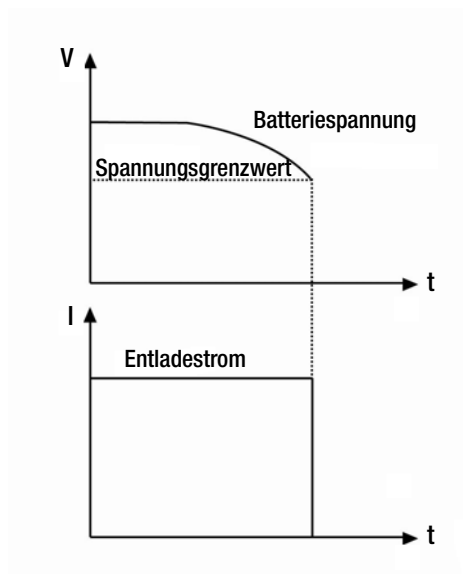 V
Batteriespannung
Spannungsgrenzwert
t
I
Entladestrom
t